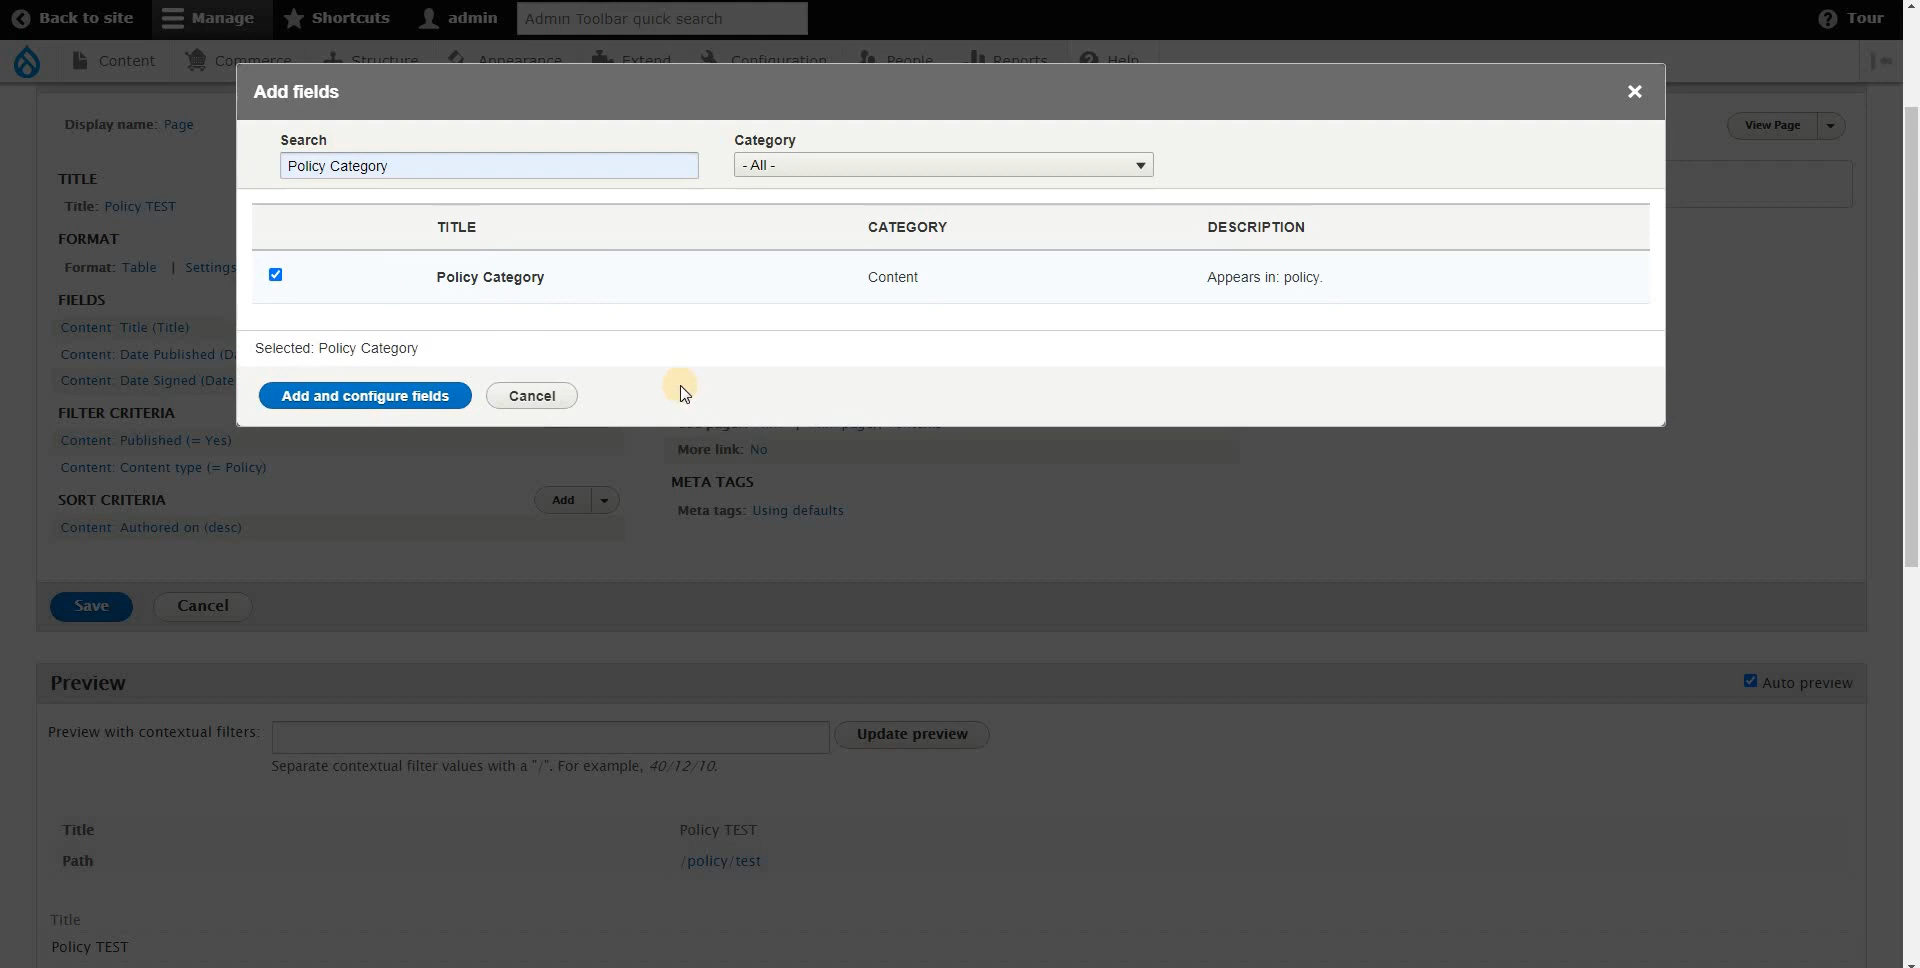 Back to site
Manage
Shortcuts
admin
Admin Toolbar quick search
Tour
Content
Commerce
Structure
Appearance
Extend
Configuration
People
Reports
Help
Add fields
Display name: Page
View Page
Search
Category
Policy Category
- All -
TITLE
Title: Policy TEST
TITLE
CATEGORY
DESCRIPTION
FORMAT
Format: Table | Settings
Policy Category
Content
Appears in: policy.
FIELDS
Content: Title (Title)
Content: Date Published (Da
Content: Date Signed (Date
Selected: Policy Category
Add and configure fields
Cancel
FILTER CRITERIA
Content: Published (= Yes)
Content: Content type (= Policy)
More link: No
META TAGS
Meta tags: Using defaults
SORT CRITERIA
Add
Content: Authored on (desc)
Save
Cancel
Preview
Auto preview
Preview with contextual filters:
Update preview
Separate contextual filter values with a "/". For example, 40/12/10.
Title
Policy TEST
Path
/policy/test
Title
Policy TEST